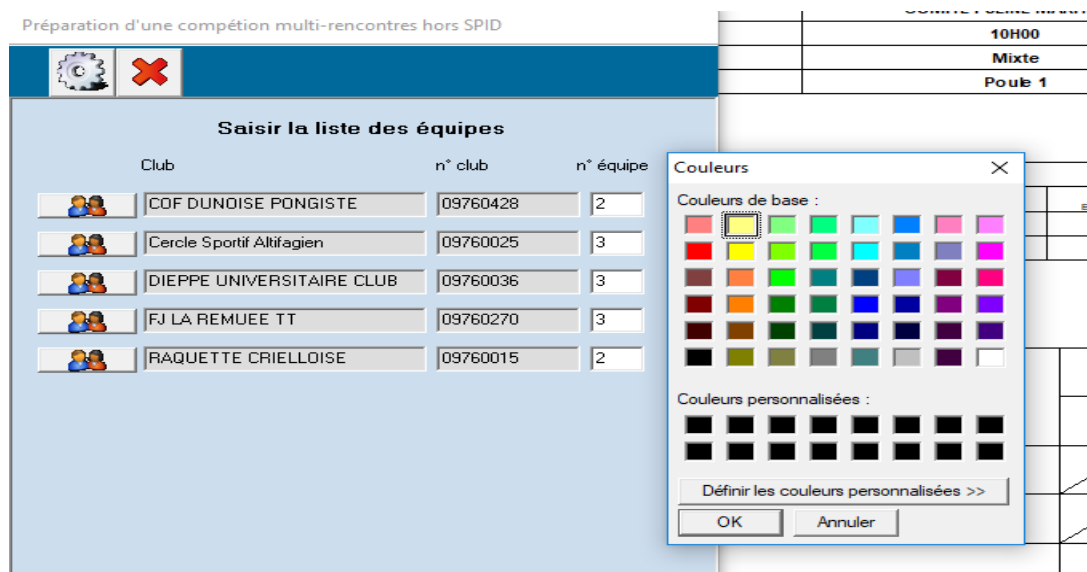 Préparation d'une compétion multi-rencontres hors SPID
10H00
Mixte
Poule 1
Saisir la liste des équipes
Club n° club n° équipe
COF DUNOISE PONGISTE 09760428 2
Cercle Sportif Altifagien 09760025 3
DIEPPE UNIVERSITAIRE CLUB 09760036 3
FJ LA REMUEE TT 09760270 3
RAQUETTE CRIELLOISE 09760015 2
Couleurs
Couleurs de base :
Couleurs personnalisées :
Définir les couleurs personnalisées >>
OK Annuler